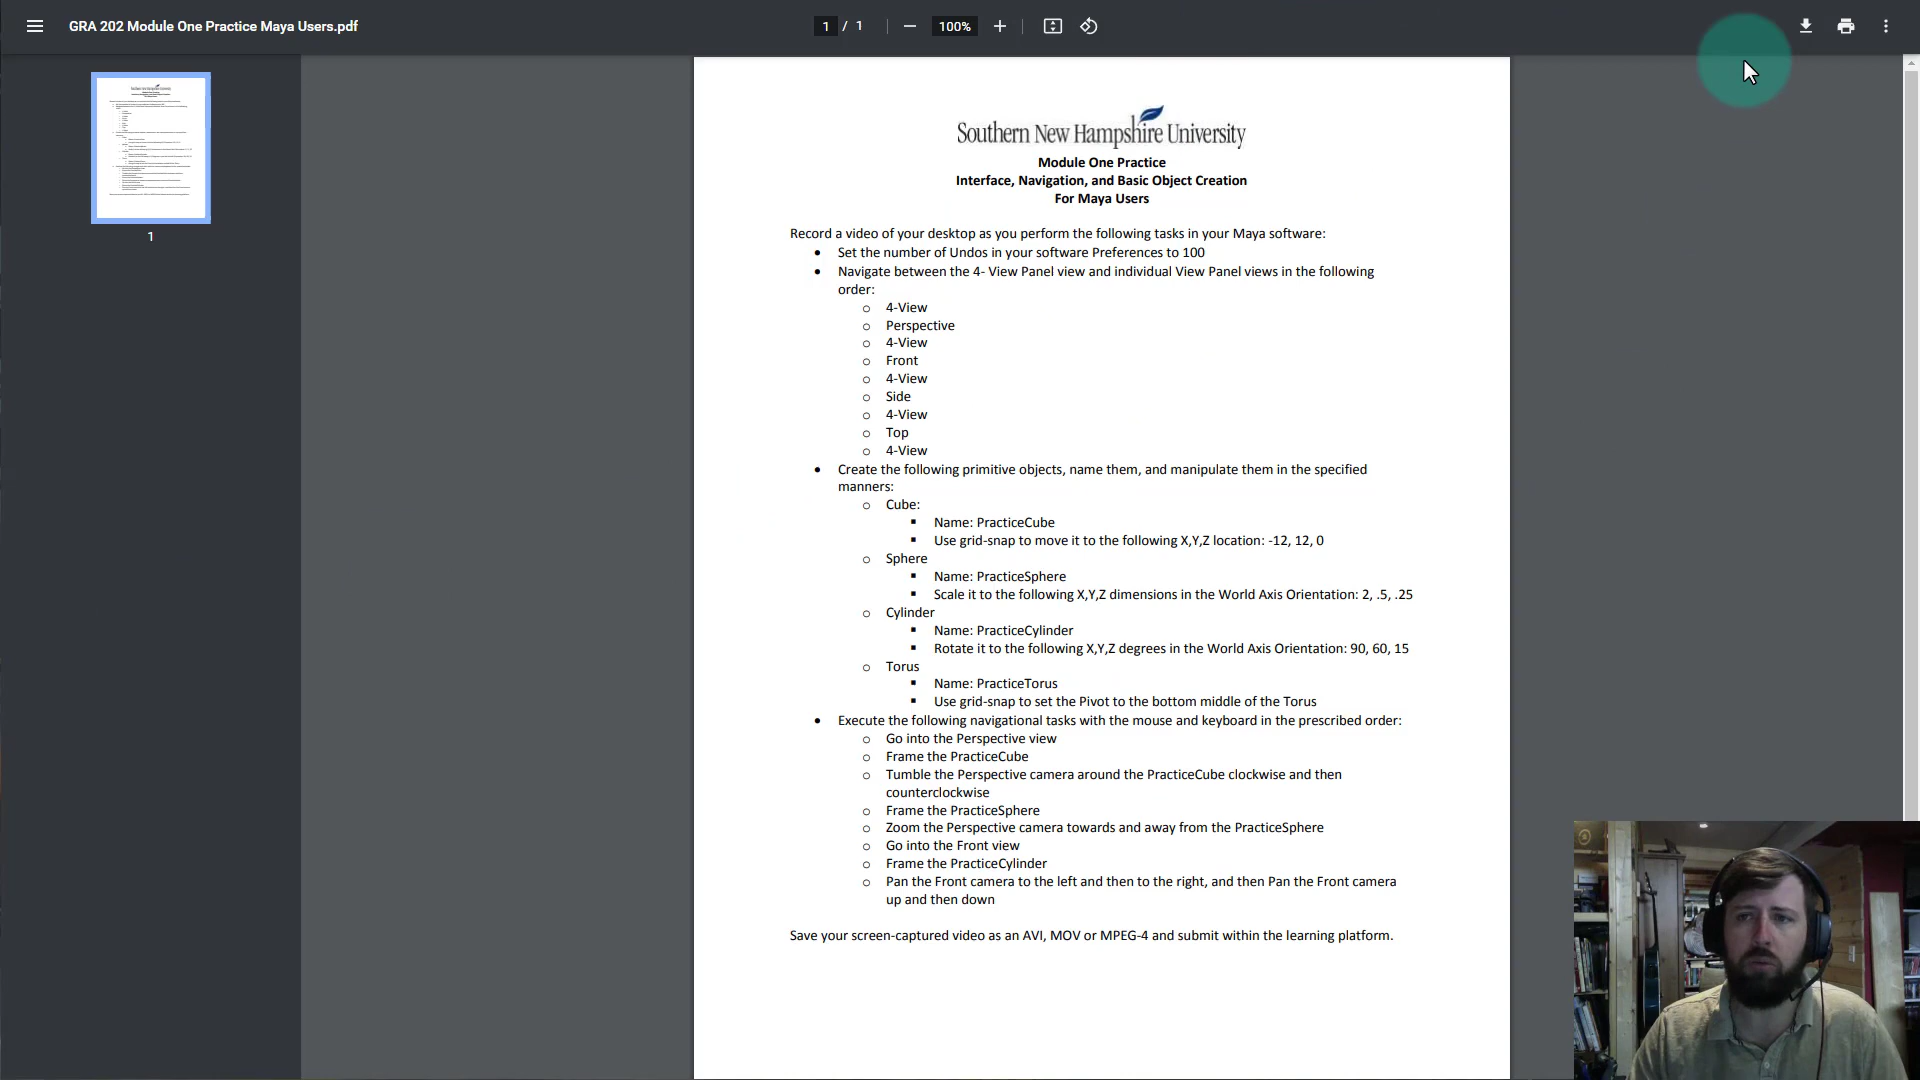 GRA 202 Module One Practice Maya Users.pdf
1 / 1
100%
1
Southern New Hampshire University
Module One Practice
Interface, Navigation, and Basic Object Creation
For Maya Users
Record a video of your desktop as you perform the following tasks in your Maya software:
• Set the number of Undos in your software Preferences to 100
• Navigate between the 4- View Panel view and individual View Panel views in the following
order:
o 4-View
o Perspective
o 4-View
o Front
o 4-View
o Side
o 4-View
o Top
o 4-View
• Create the following primitive objects, name them, and manipulate them in the specified
manners:
o Cube:
▪ Name: PracticeCube
▪ Use grid-snap to move it to the following X,Y,Z location: -12, 12, 0
o Sphere
▪ Name: PracticeSphere
▪ Scale it to the following X,Y,Z dimensions in the World Axis Orientation: 2, .5, .25
o Cylinder
▪ Name: PracticeCylinder
▪ Rotate it to the following X,Y,Z degrees in the World Axis Orientation: 90, 60, 15
o Torus
▪ Name: PracticeTorus
▪ Use grid-snap to set the Pivot to the bottom middle of the Torus
• Execute the following navigational tasks with the mouse and keyboard in the prescribed order:
o Go into the Perspective view
o Frame the PracticeCube
o Tumble the Perspective camera around the PracticeCube clockwise and then
counterclockwise
o Frame the PracticeSphere
o Zoom the Perspective camera towards and away from the PracticeSphere
o Go into the Front view
o Frame the PracticeCylinder
o Pan the Front camera to the left and then to the right, and then Pan the Front camera
up and then down
Save your screen-captured video as an AVI, MOV or MPEG-4 and submit within the learning platform.